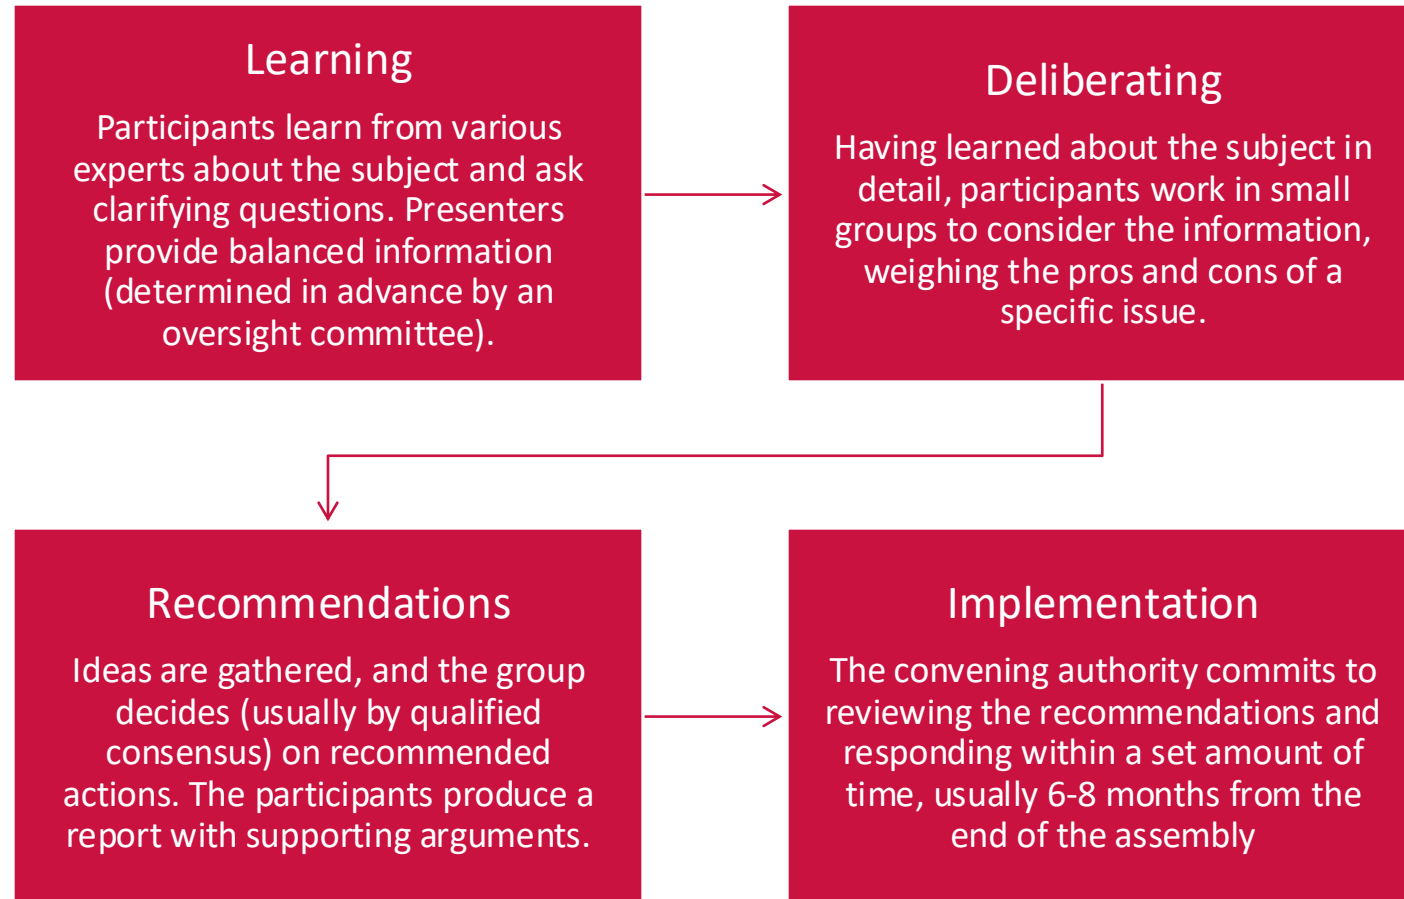 Learning
Participants learn from various
experts about the subject and ask
clarifying questions. Presenters
provide balanced information
(determined in advance by an
oversight committee).
Deliberating
Having learned about the subject in
detail, participants work in small
groups to consider the information,
weighing the pros and cons of a
specific issue.
Recommendations
Ideas are gathered, and the group
decides (usually by qualified
consensus) on recommended
actions. The participants produce a
report with supporting arguments.
Implementation
The convening authority commits to
reviewing the recommendations and
responding within a set amount of
time, usually 6-8 months from the
end of the assembly